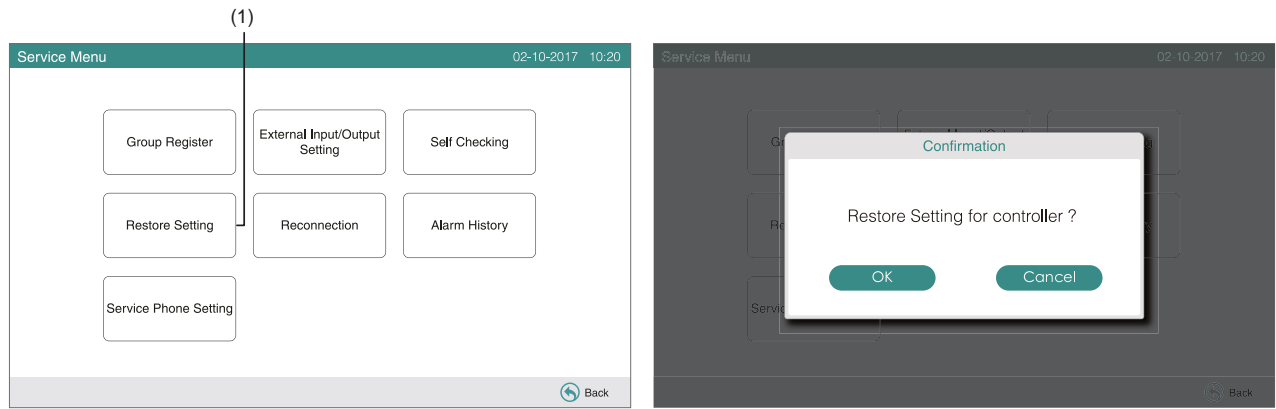 (1)
Service Menu 02-10-2017 10:20
Group Register
External Input/Output
Setting
Self Checking
Restore Setting
Reconnection
Alarm History
Service Phone Setting
Back
Service Menu 02-10-2017 10:20
Confirmation
Restore Setting for controller ?
OK
Cancel
Back